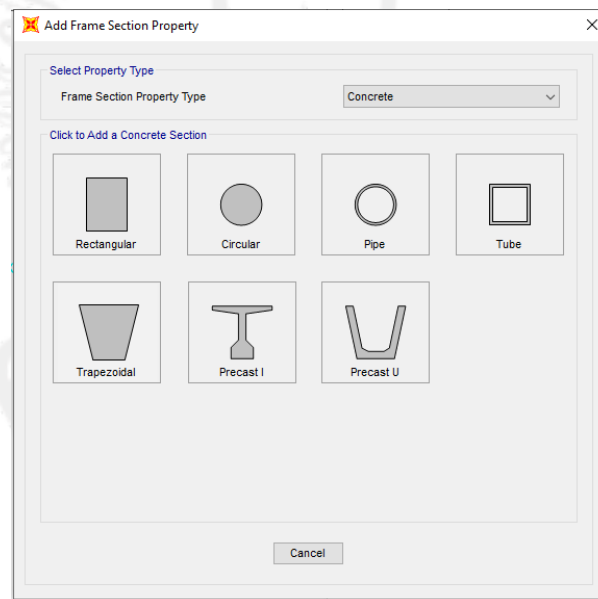 Add Frame Section Property
Select Property Type
Frame Section Property Type
Concrete
Click to Add a Concrete Section
Rectangular
Circular
Pipe
Tube
Trapezoidal
Precast I
Precast U
Cancel